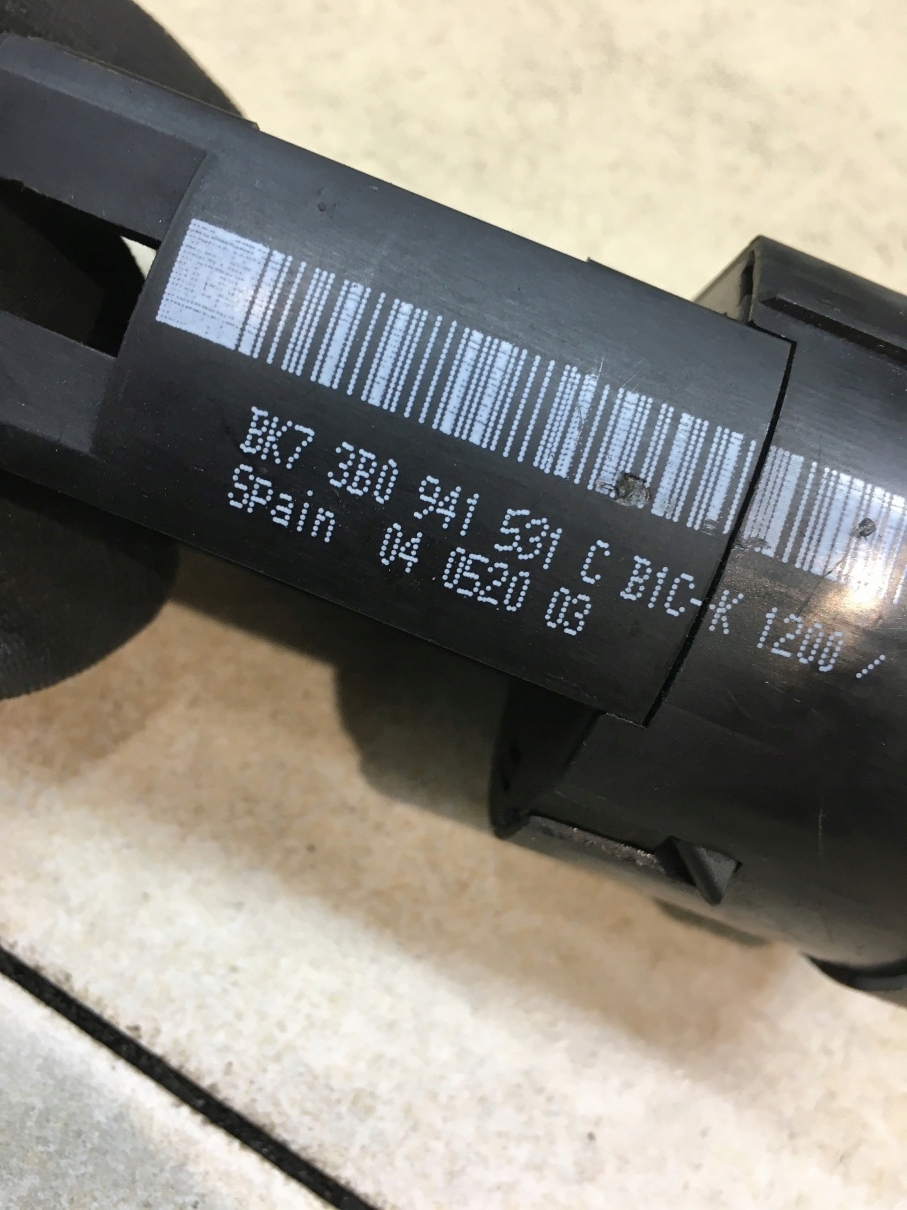 BK7 3B0 941 531 C B1C-K 1200 /
Spain 04 0520 03